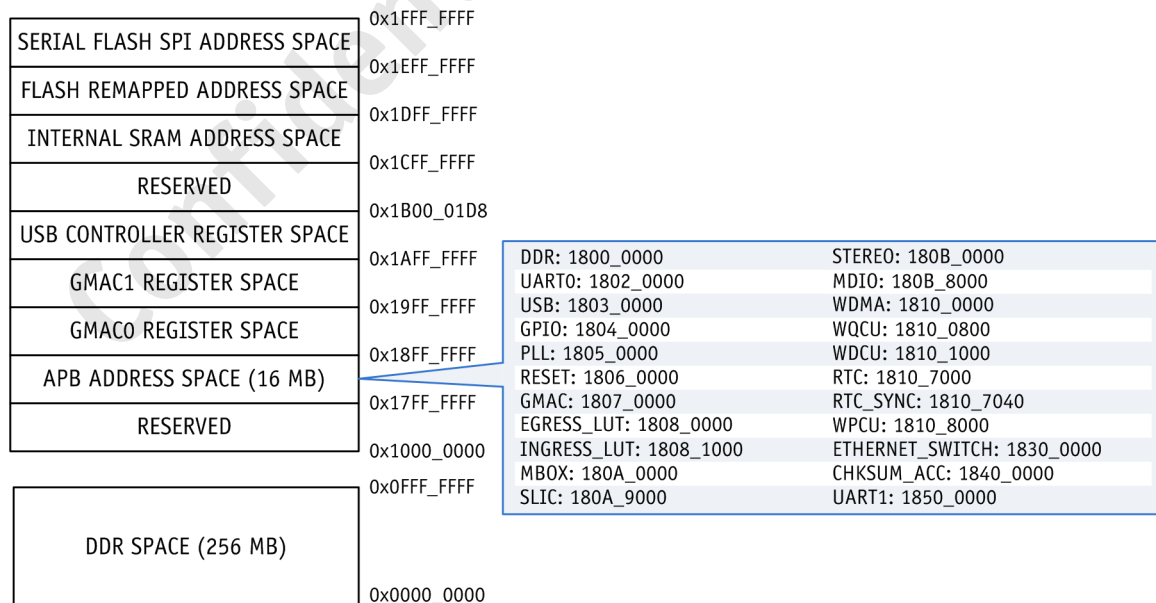 0x1FFF_FFFF
SERIAL FLASH SPI ADDRESS SPACE
0x1EFF_FFFF
FLASH REMAPPED ADDRESS SPACE
0x1DFF_FFFF
INTERNAL SRAM ADDRESS SPACE
0x1CFF_FFFF
RESERVED
0x1B00_01D8
USB CONTROLLER REGISTER SPACE
0x1AFF_FFFF
GMAC1 REGISTER SPACE
0x19FF_FFFF
GMAC0 REGISTER SPACE
0x18FF_FFFF
APB ADDRESS SPACE (16 MB)
0x17FF_FFFF
RESERVED
0x1000_0000
0x0FFF_FFFF
DDR SPACE (256 MB)
0x0000_0000
DDR: 1800_0000
UART0: 1802_0000
USB: 1803_0000
GPIO: 1804_0000
PLL: 1805_0000
RESET: 1806_0000
GMAC: 1807_0000
EGRESS_LUT: 1808_0000
INGRESS_LUT: 1808_1000
MBOX: 180A_0000
SLIC: 180A_9000
STEREO: 180B_0000
MDIO: 180B_8000
WDMA: 1810_0000
WQCU: 1810_0800
WDCU: 1810_1000
RTC: 1810_7000
RTC_SYNC: 1810_7040
WPCU: 1810_8000
ETHERNET_SWITCH: 1830_0000
CHKSUM_ACC: 1840_0000
UART1: 1850_0000
Confiden